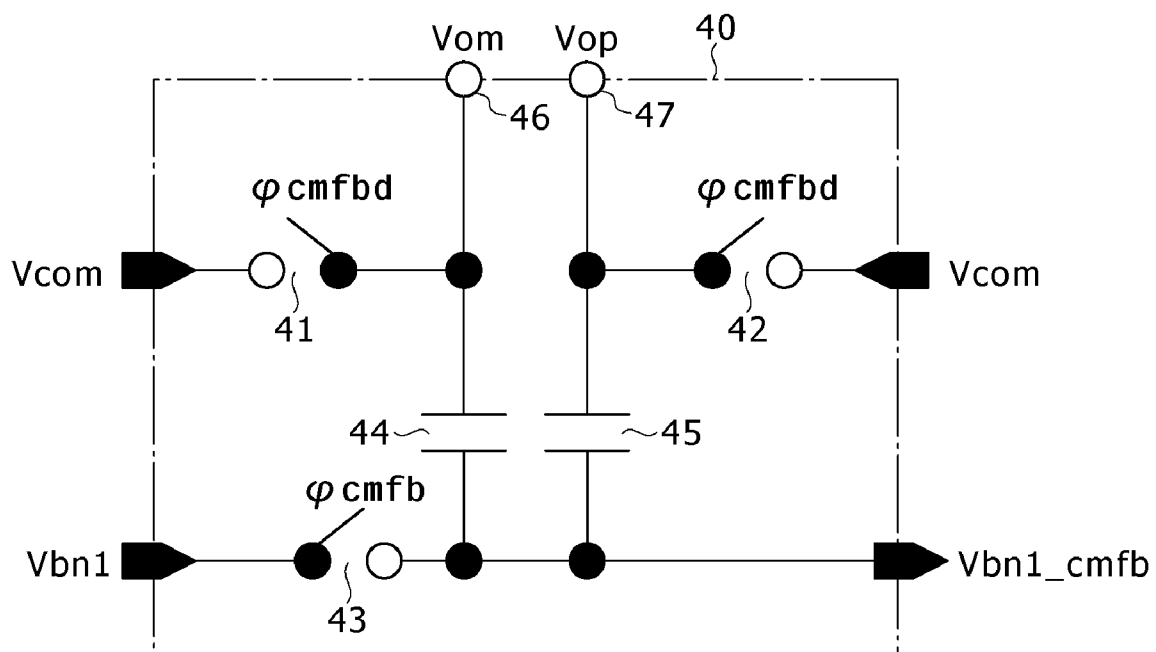 Vom Vop 40
46 47
φcmfbd φcmfbd
Vcom Vcom
41 42
44 45
φcmfb
Vbn1 Vbn1_cmfb
43